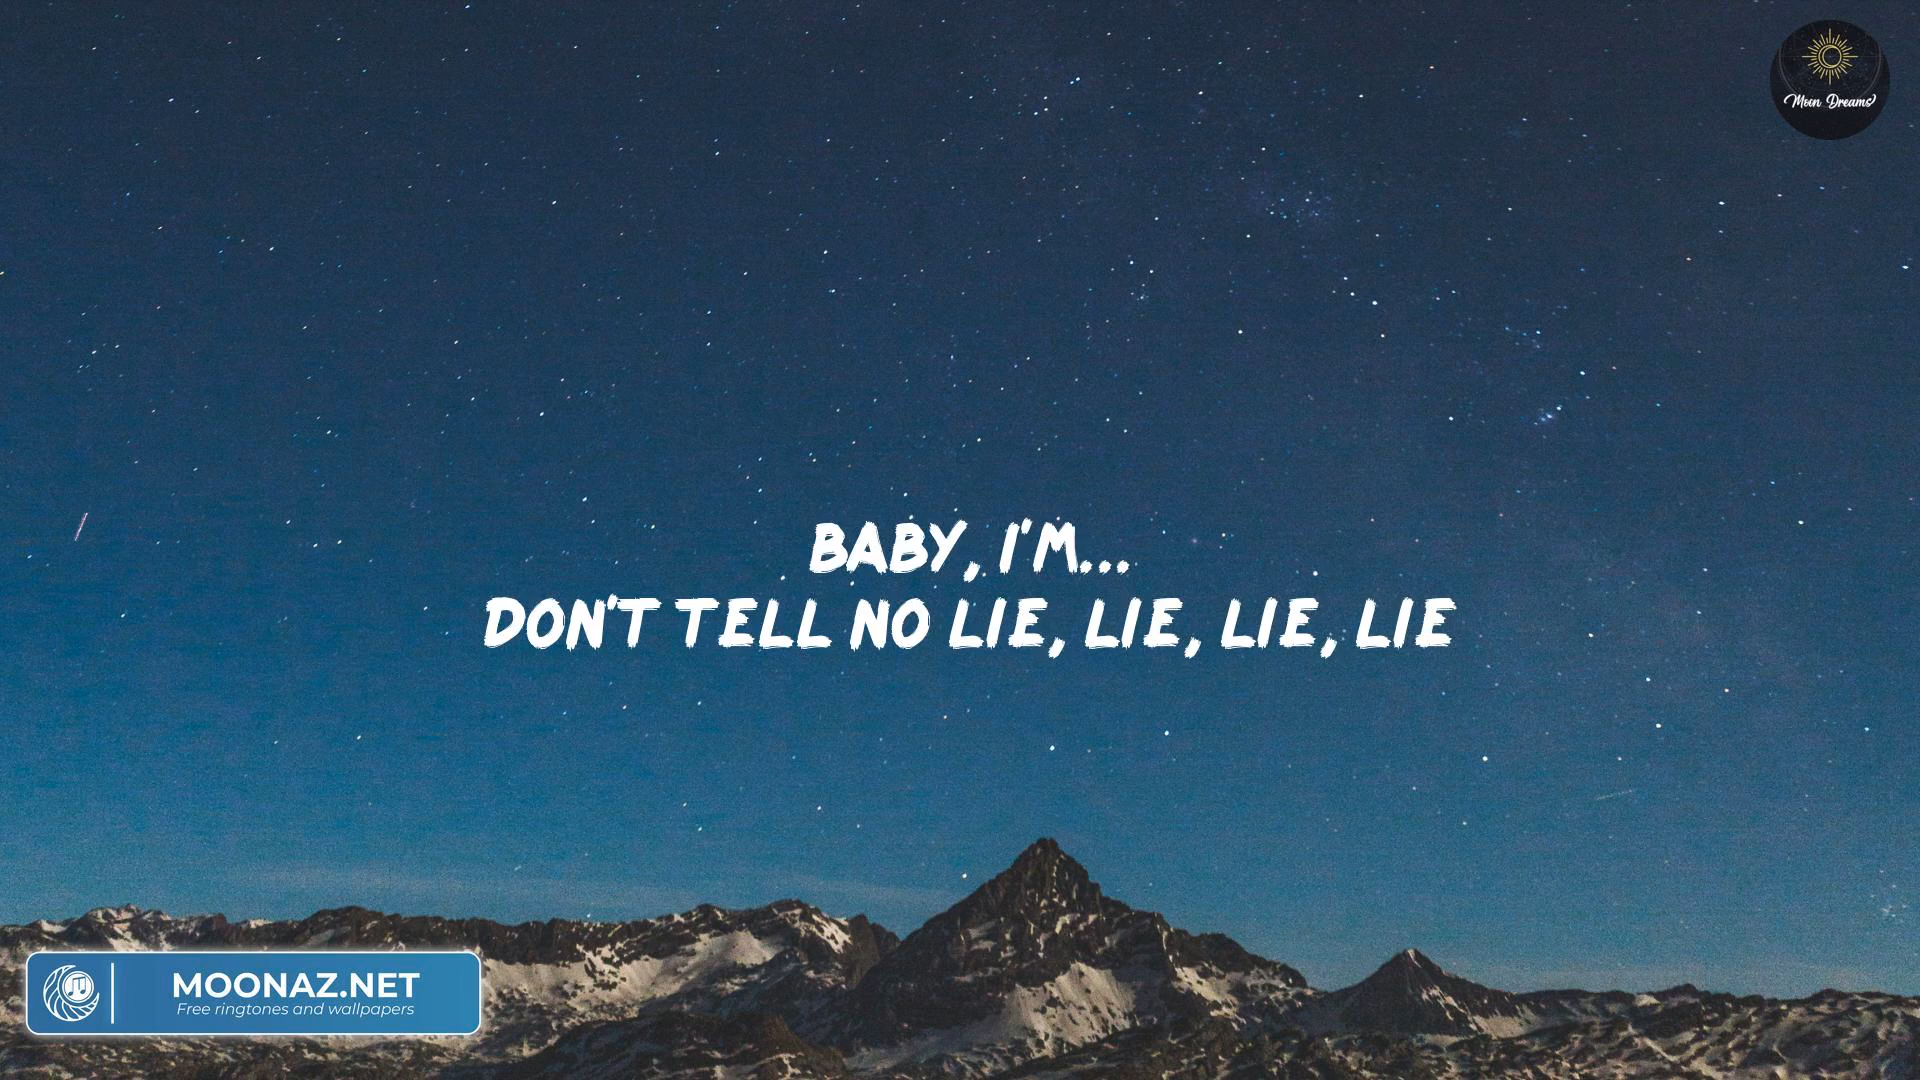 Moon Dreams
BABY, I'M...
DON'T TELL NO LIE, LIE, LIE, LIE
MOONAZ.NET
Free ringtones and wallpapers